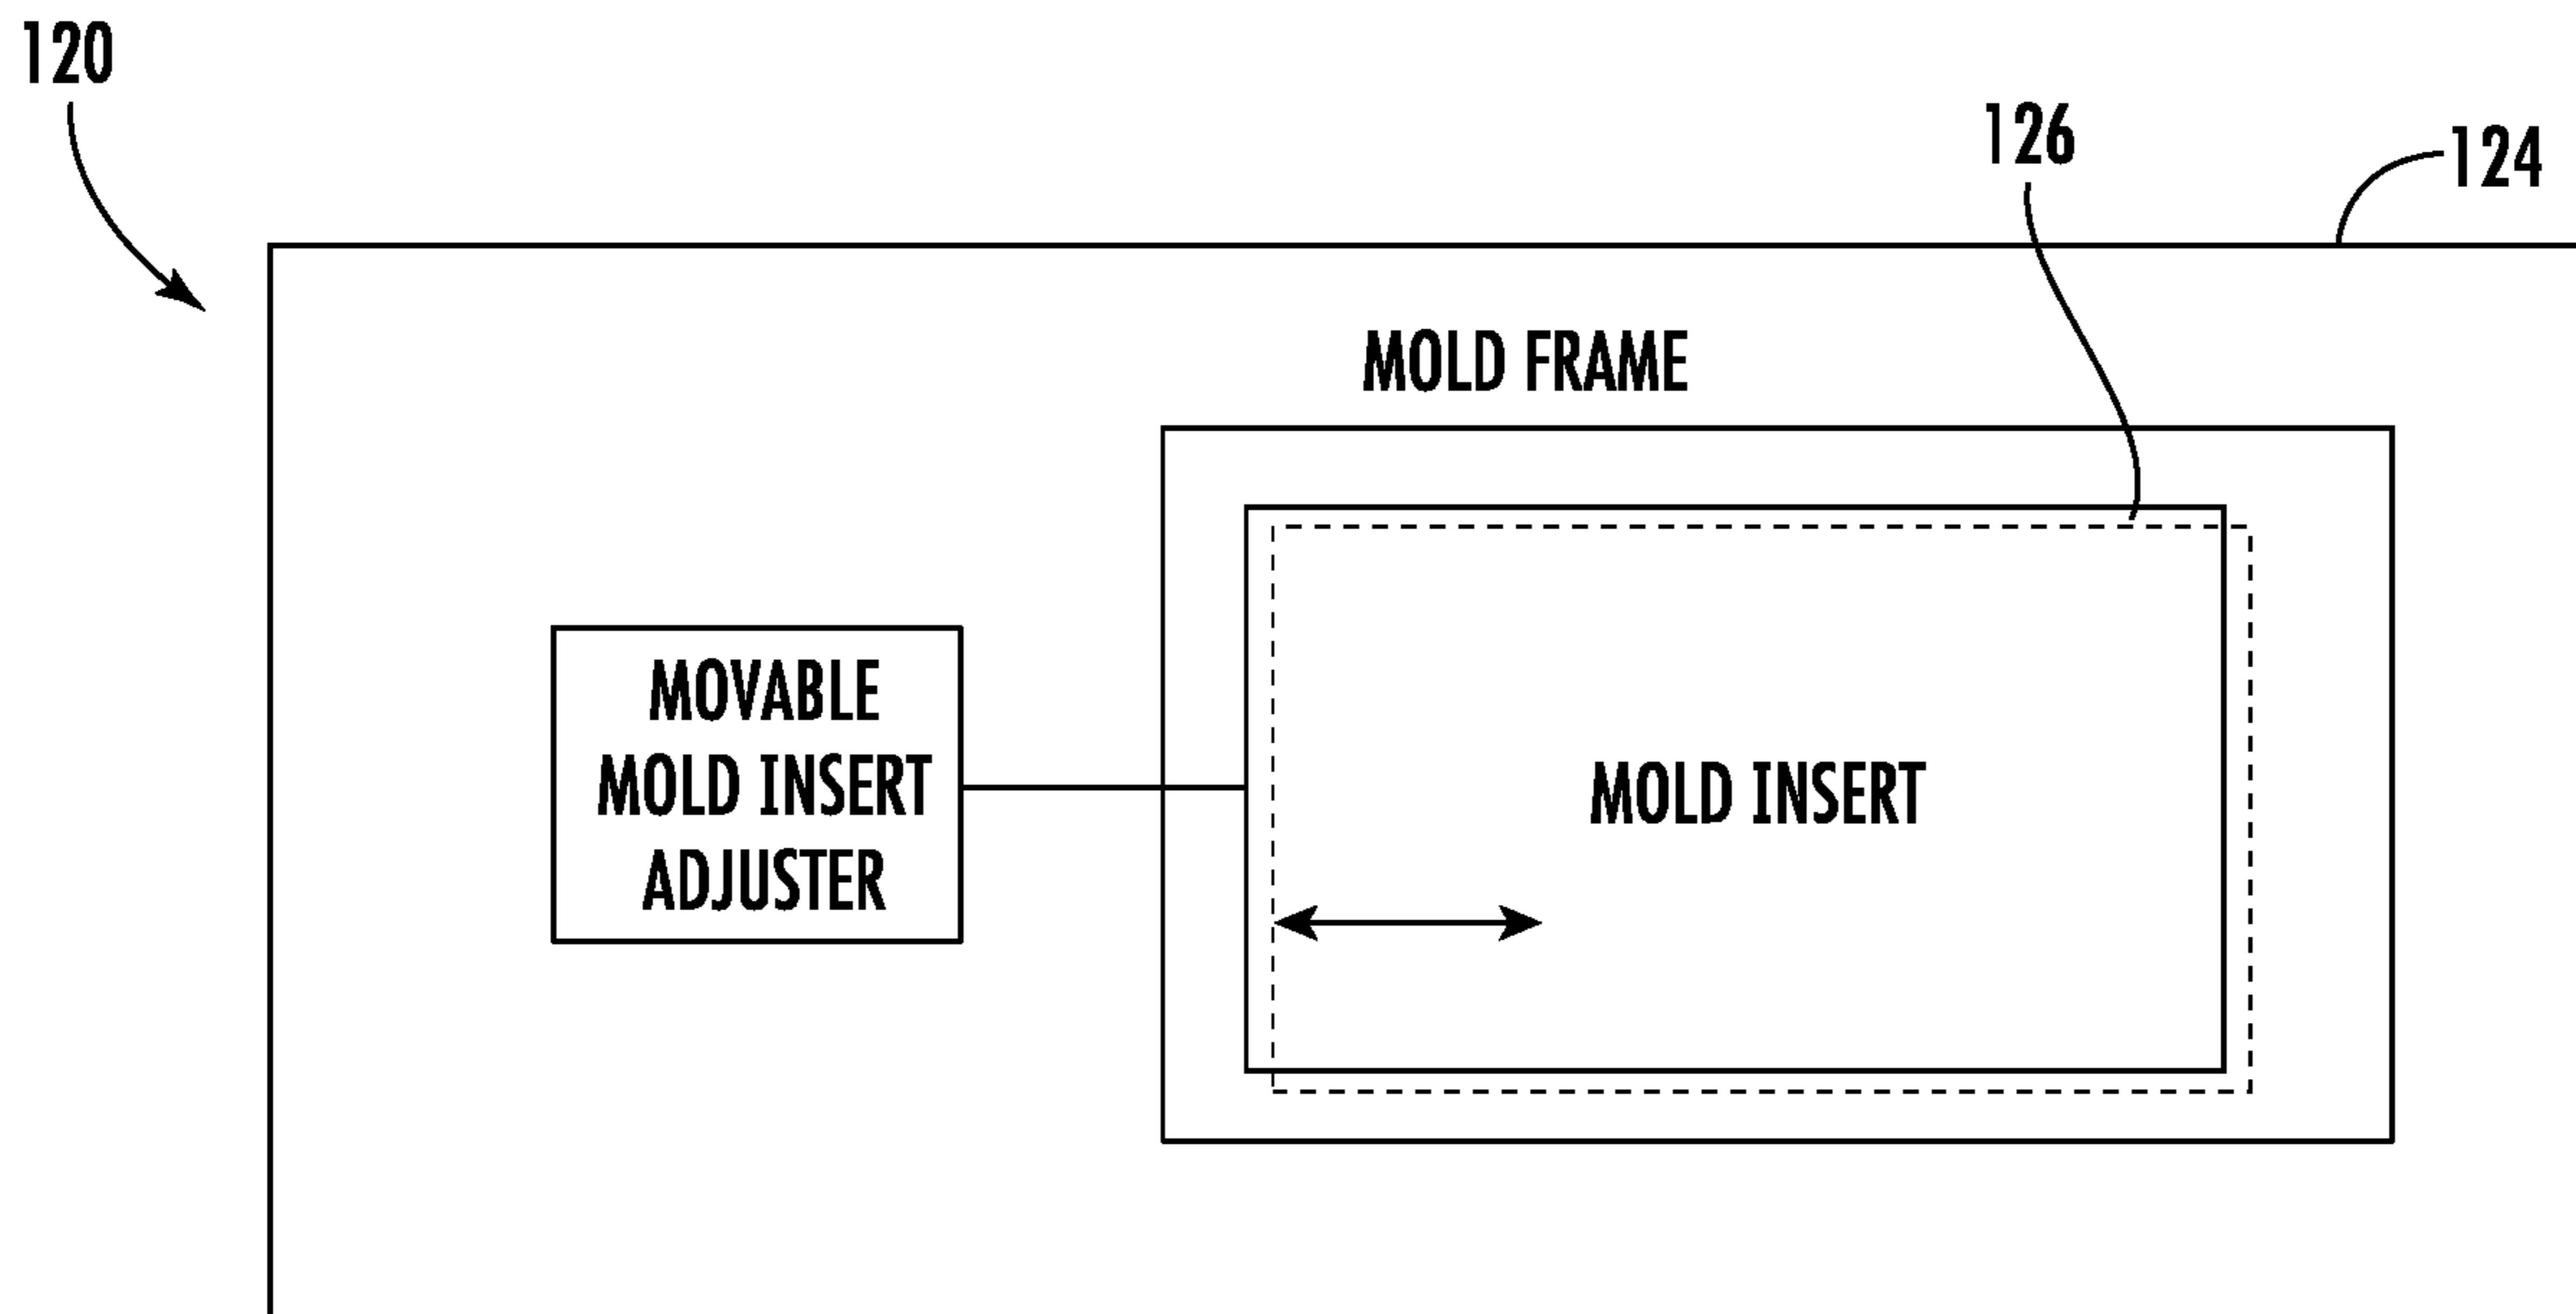 120
126
124
MOLD FRAME
MOVABLE
MOLD INSERT
ADJUSTER
MOLD INSERT